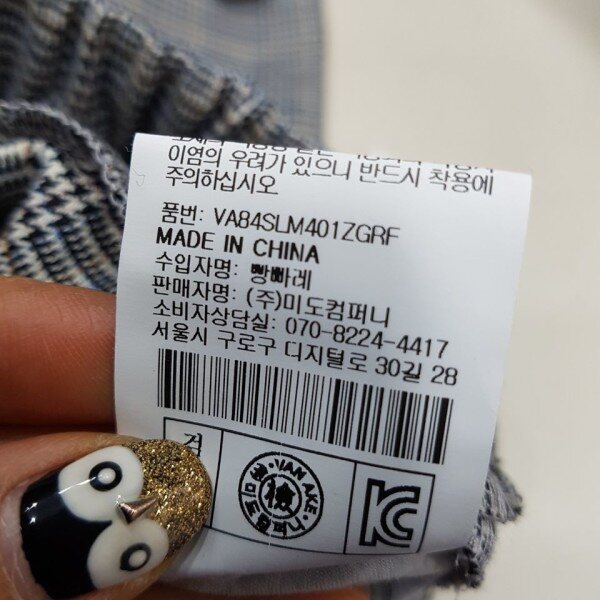 이염의 우려가 있으니 반드시 착용에
주의하십시오
품번: VA84SLM401ZGRF
MADE IN CHINA
수입자명: 빵빠레
판매자명: (주)미도컴퍼니
소비자상담실: 070-8224-4417
서울시 구로구 디지털로 30길 28
검
檢
KC